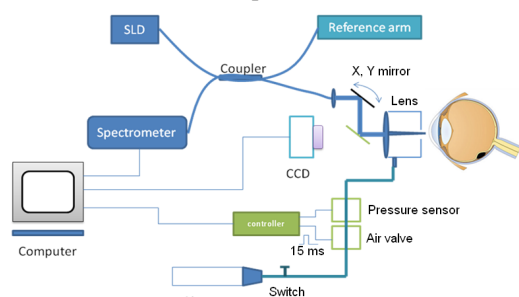 SLD
Reference arm
Coupler
X, Y mirror
Lens
Spectrometer
CCD
Computer
controller
Pressure sensor
15 ms
Air valve
Switch